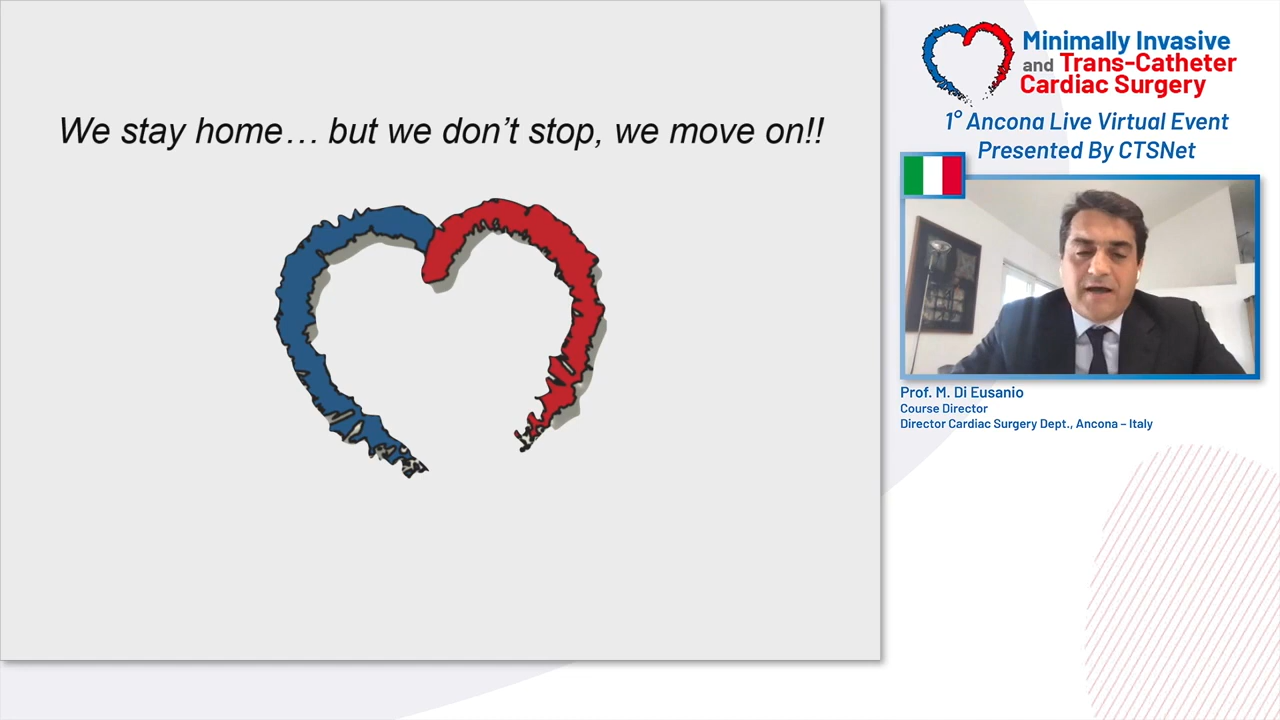 We stay home… but we don't stop, we move on!!
Minimally Invasive
and Trans-Catheter
Cardiac Surgery
1° Ancona Live Virtual Event
Presented By CTSNet
Prof. M. Di Eusanio
Course Director
Director Cardiac Surgery Dept., Ancona – Italy